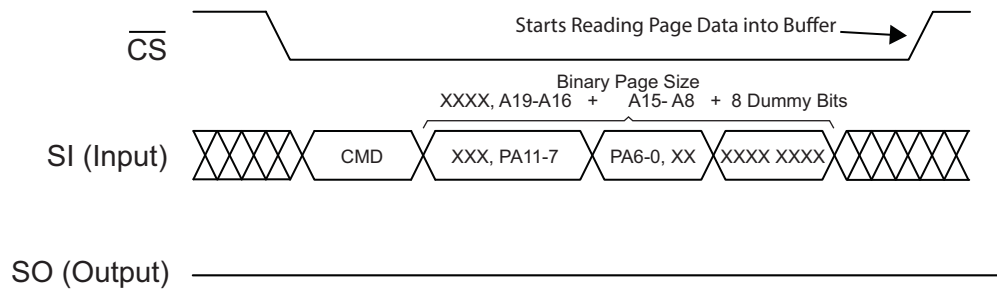 Starts Reading Page Data into Buffer
CS
Binary Page Size
XXXX, A19-A16 + A15- A8 + 8 Dummy Bits
SI (Input) CMD XXX, PA11-7 PA6-0, XX XXXX XXXX
SO (Output)